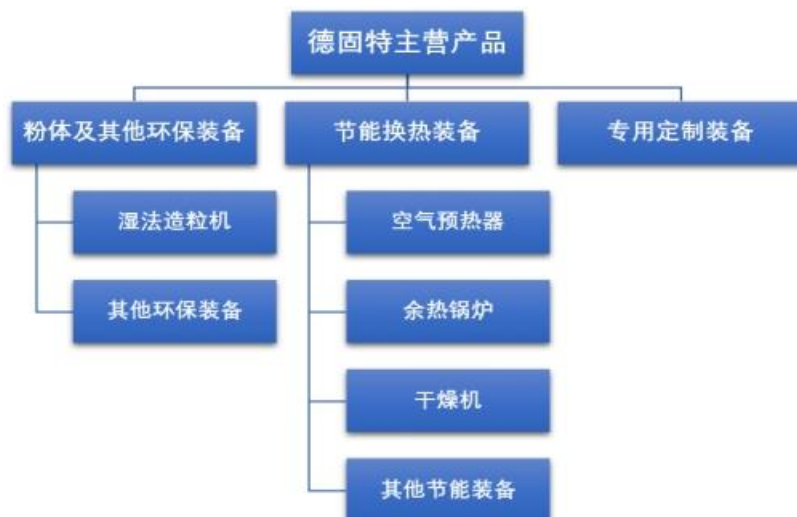 德固特主营产品
粉体及其他环保装备
节能换热装备
专用定制装备
湿法造粒机
空气预热器
其他环保装备
余热锅炉
干燥机
其他节能装备